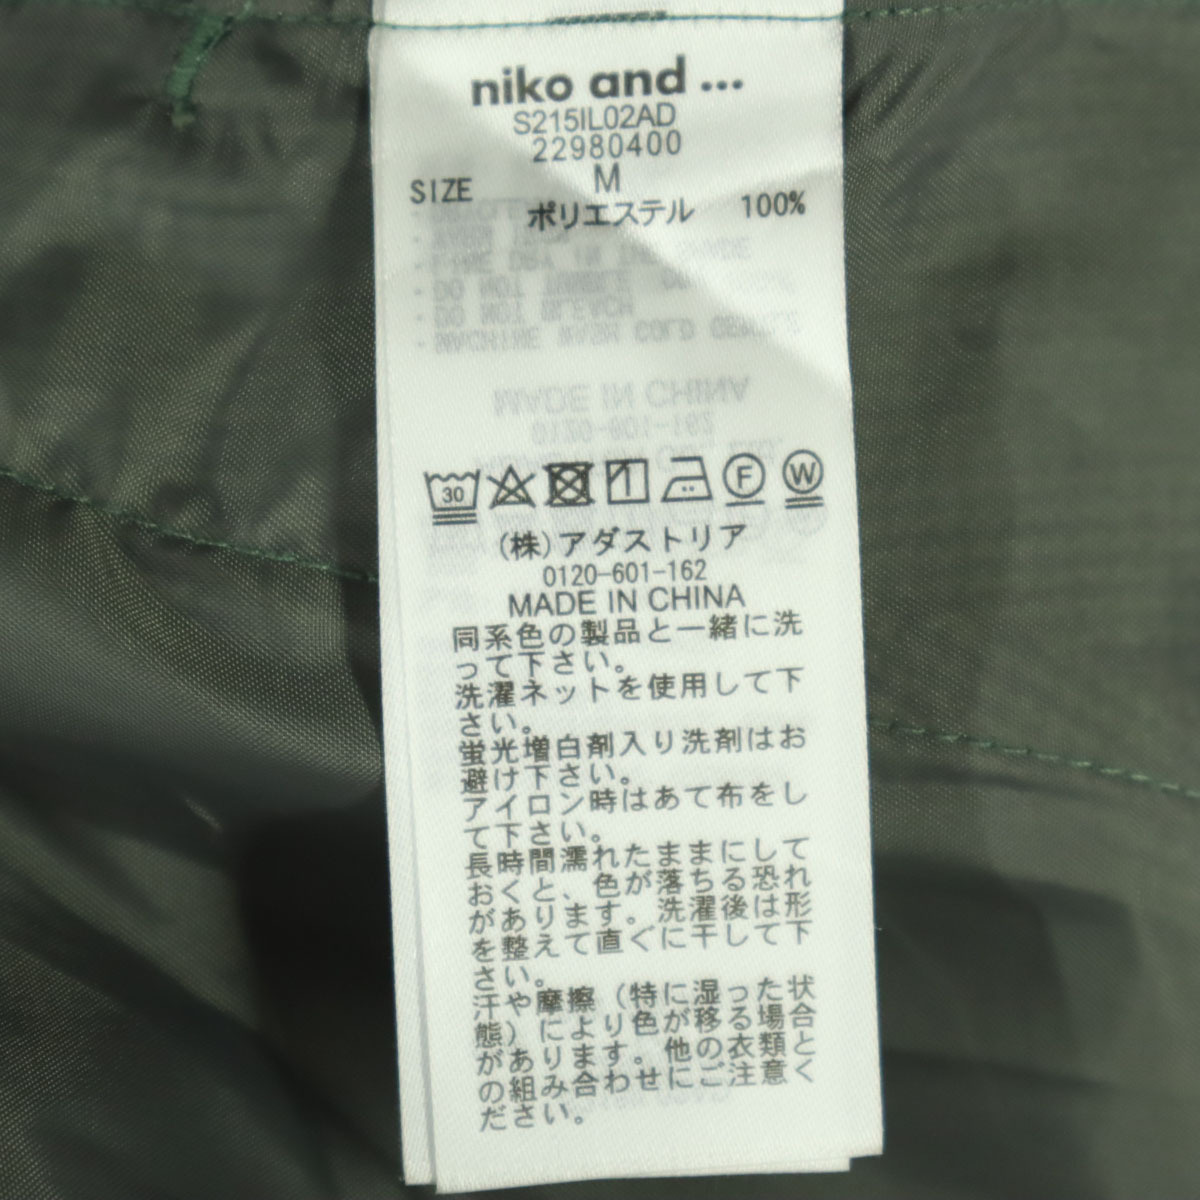 niko and ...
S215IL02AD
22980400
SIZE M
ポリエステル 100%
30 F W
(株)アダストリア
0120-601-162
MADE IN CHINA
同系色の製品と一緒に洗
って下さい。
洗濯ネットを使用して下
さい。
蛍光増白剤入り洗剤はお
避け下さい。
アイロン時はあて布をし
て下さい。
長時間濡れたままにして
おくと、色が落ちる恐れ
があります。洗濯後は形
を整えて直ぐに干して下
さい。
汗や摩擦（特に湿った状
態）により色が移る場合
があります。他の衣類と
の組み合わせにご注意く
ださい。